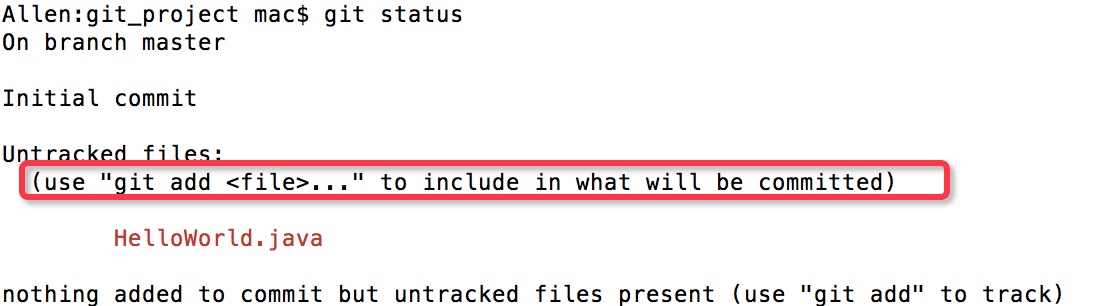 Allen:git_project mac$ git status
On branch master
Initial commit
Untracked files:
(use "git add <file>..." to include in what will be committed)
HelloWorld.java
nothing added to commit but untracked files present (use "git add" to track)